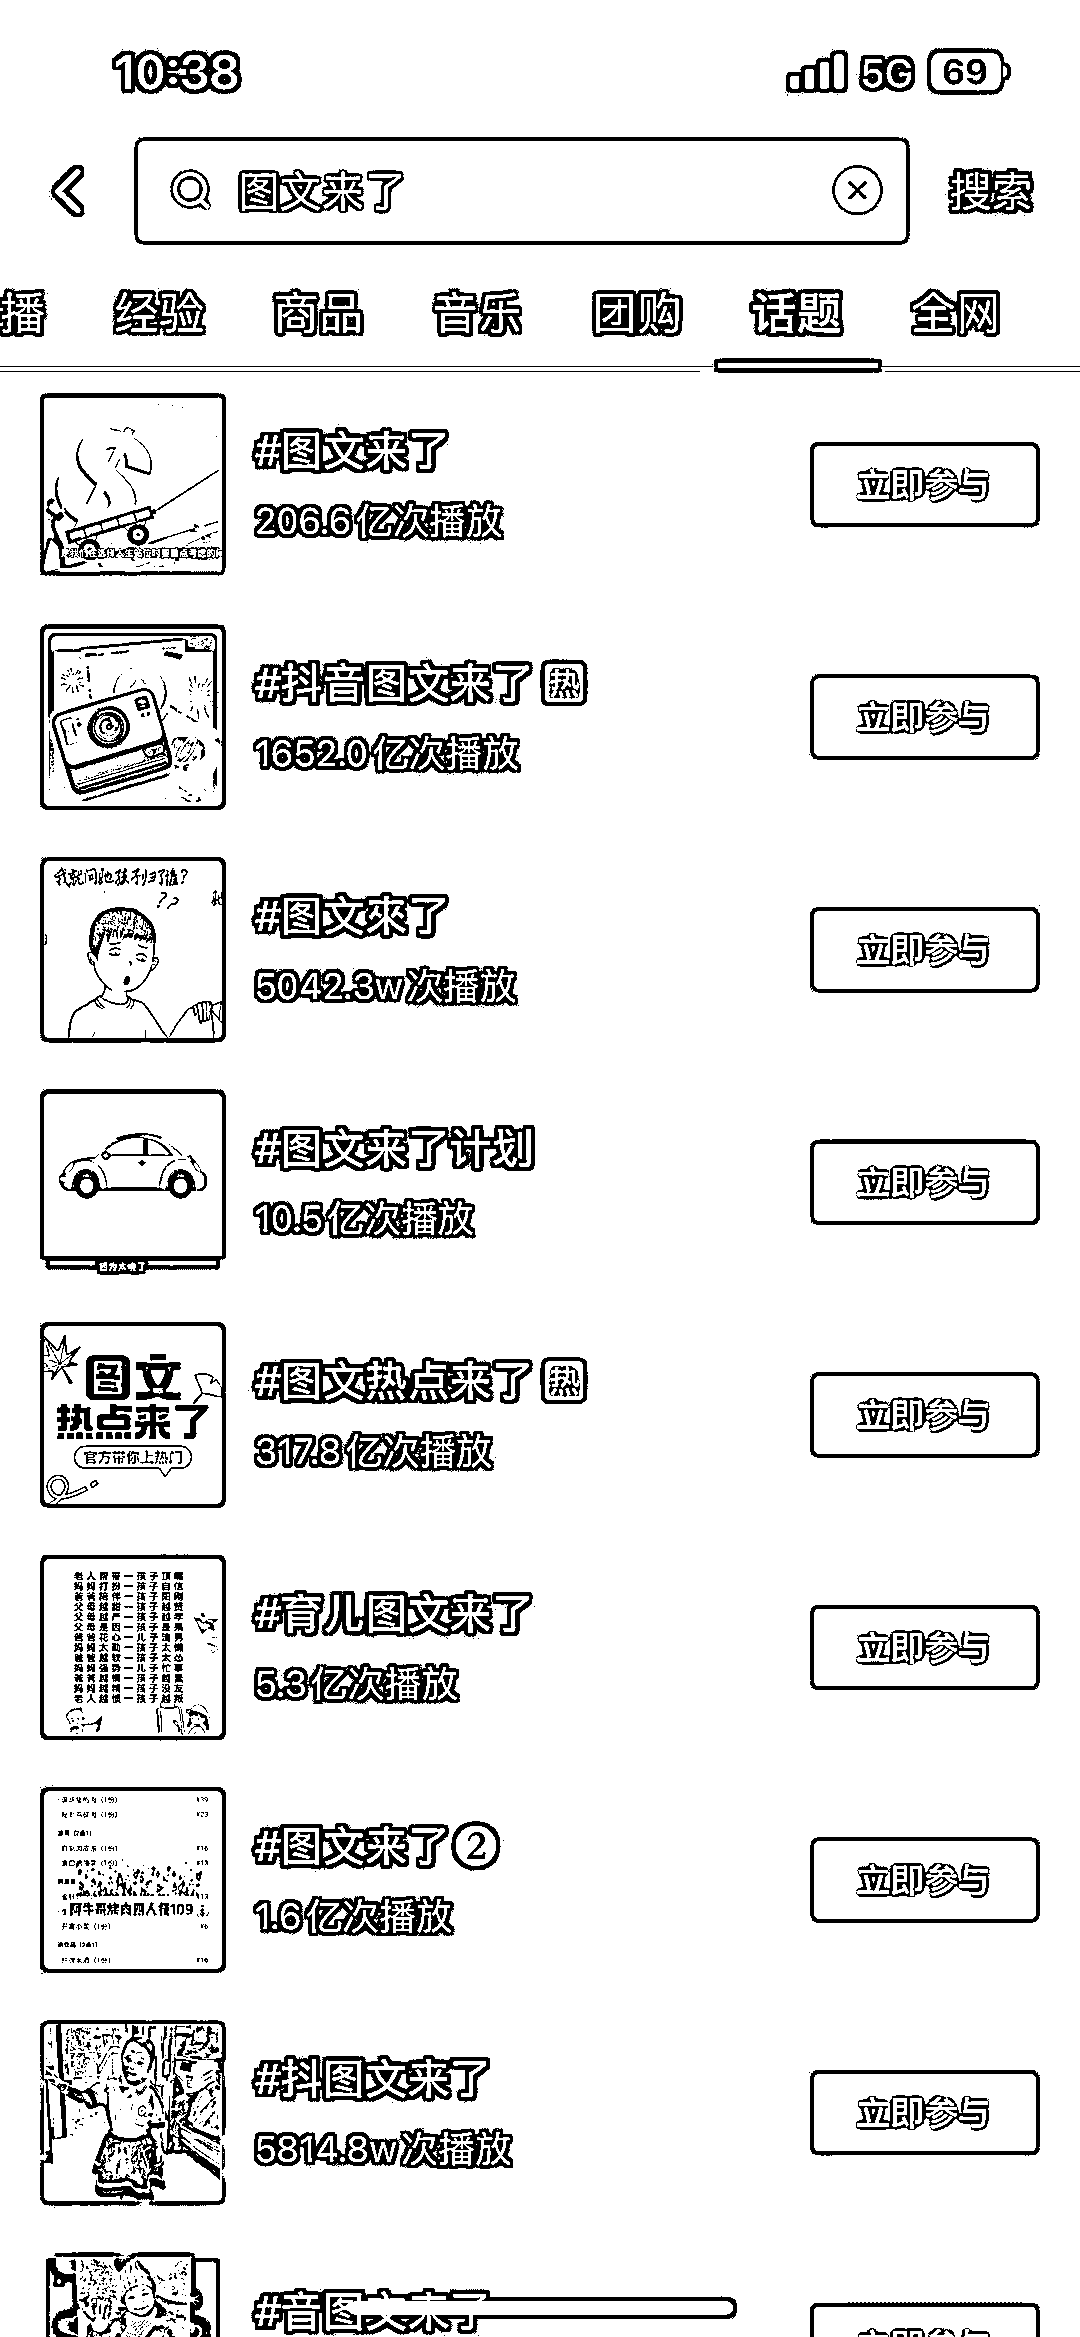 10:38
5G 69
图文来了
搜索
播 经验 商品 音乐 团购 话题 全网
#图文来了
206.6亿次播放
立即参与
#抖音图文来了 热
1652.0亿次播放
立即参与
我就问她孩子归了谁?
??
#图文來了
5042.3w次播放
立即参与
#图文来了计划
10.5亿次播放
立即参与
图文
热点来了
官方带你上热门
#图文热点来了 热
317.8亿次播放
立即参与
#育儿图文来了
5.3亿次播放
立即参与
阿牛哥烤肉四人餐109
#图文来了②
1.6亿次播放
立即参与
#抖图文来了
5814.8w次播放
立即参与
#音图文来了
立即参与